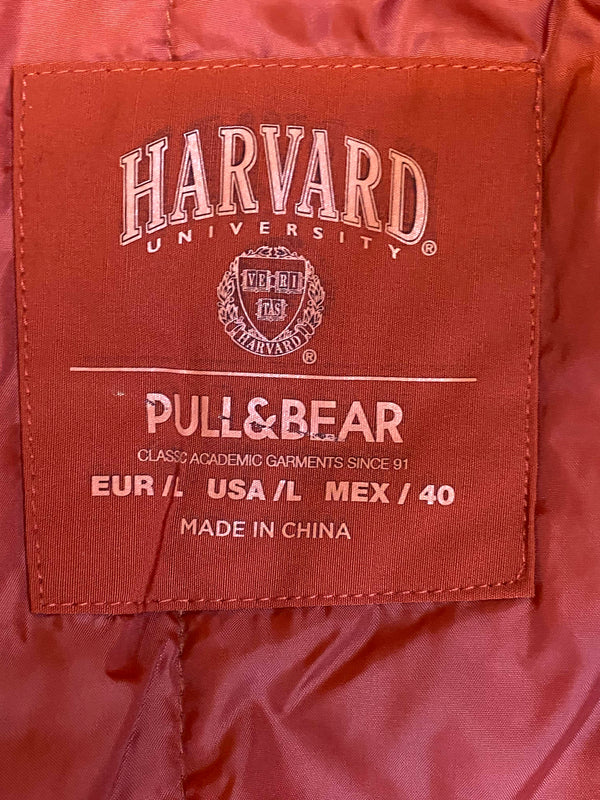 HARVARD
UNIVERSITY®
VE RI
TAS
HARVARD
®
PULL&BEAR
CLASSIC ACADEMIC GARMENTS SINCE 91
EUR /L USA /L MEX / 40
MADE IN CHINA